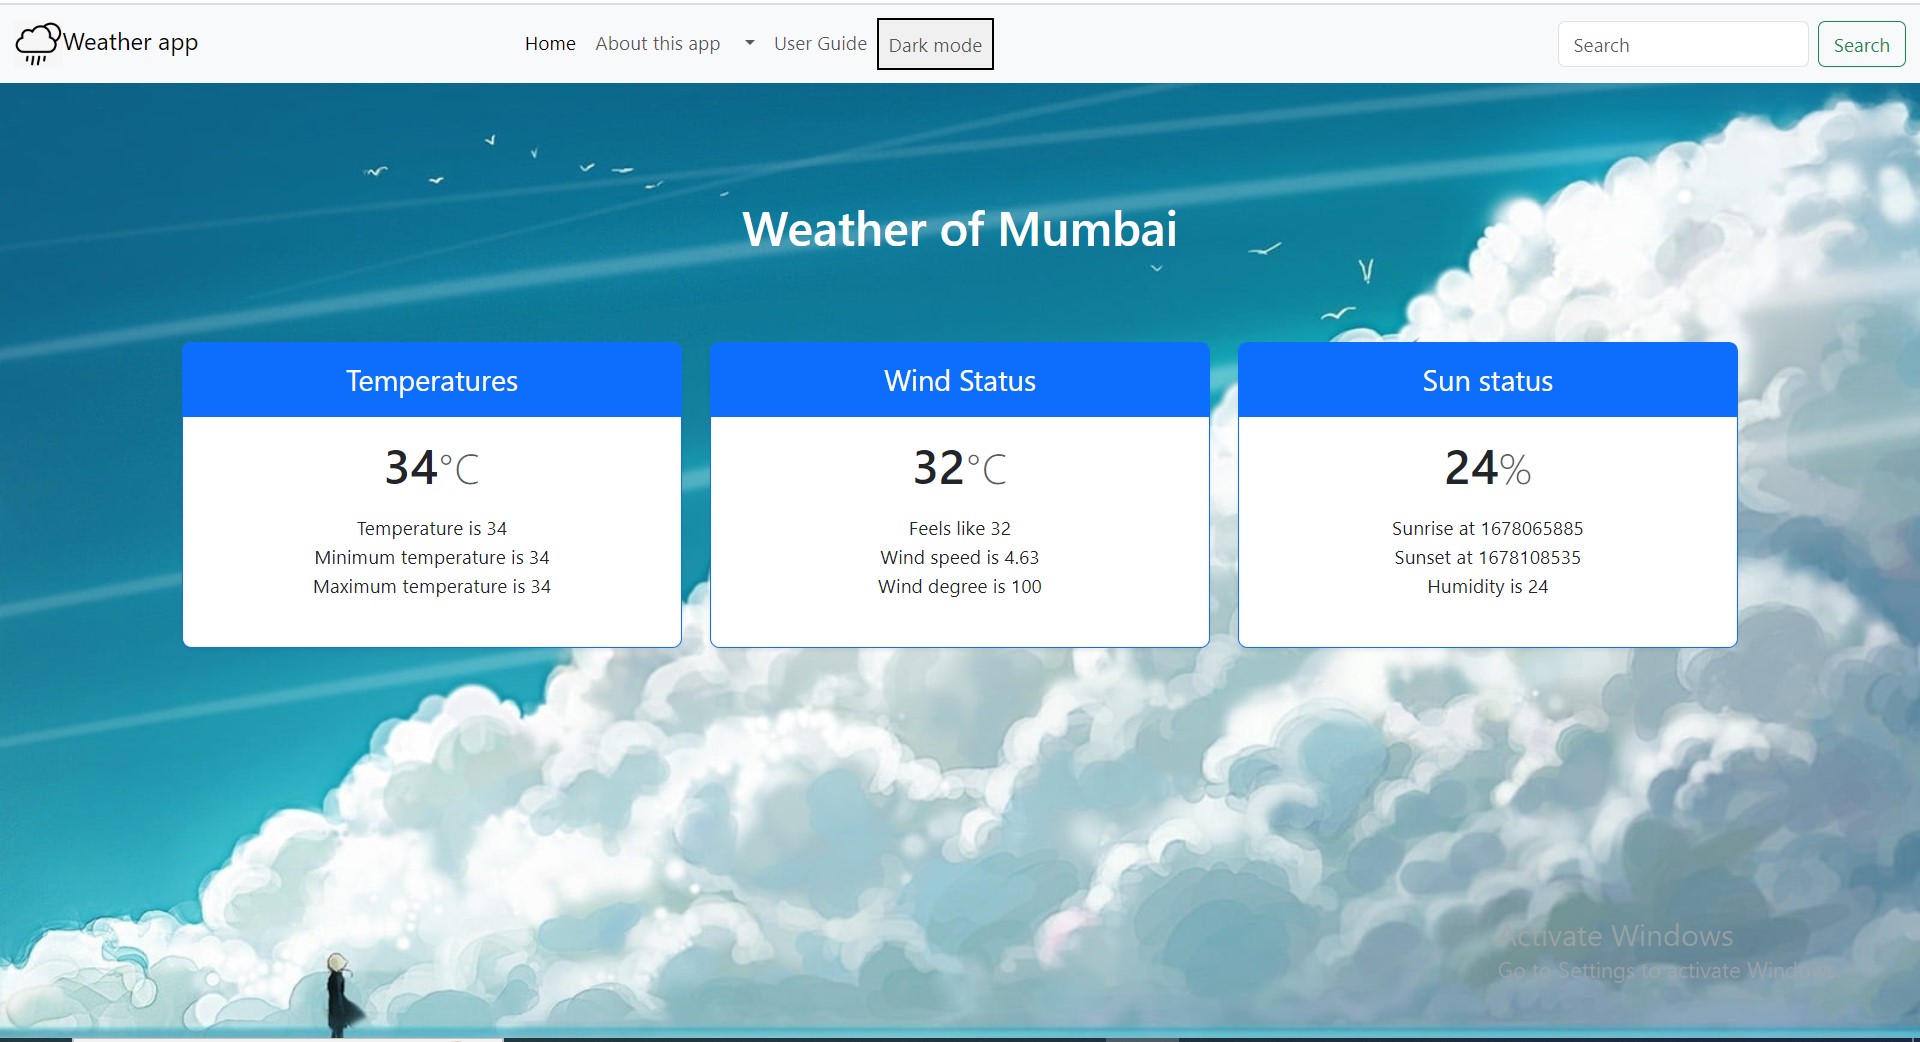 Weather app
Home About this app User Guide Dark mode
Search Search
Weather of Mumbai
Temperatures
34°C
Temperature is 34
Minimum temperature is 34
Maximum temperature is 34
Wind Status
32°C
Feels like 32
Wind speed is 4.63
Wind degree is 100
Sun status
24%
Sunrise at 1678065885
Sunset at 1678108535
Humidity is 24
Activate Windows
Go to Settings to activate Windows.